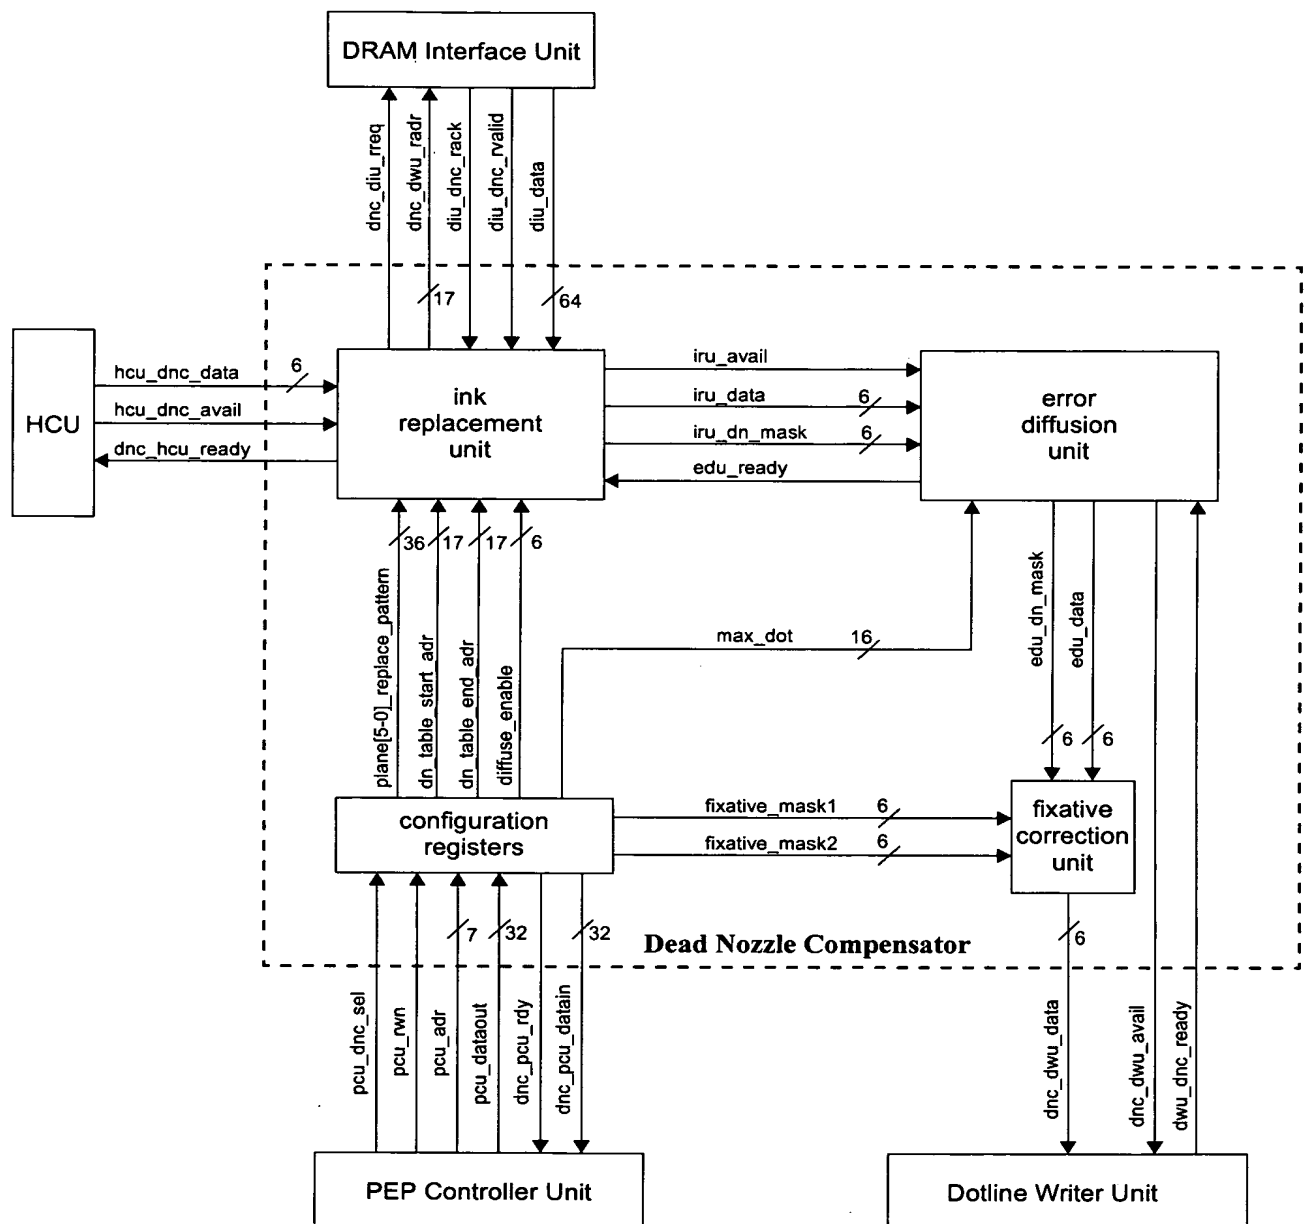 DRAM Interface Unit
dnc_diu_rreq
dnc_dwu_radr
diu_dnc_rack
diu_dnc_rvalid
diu_data
17
64
HCU
hcu_dnc_data
6
hcu_dnc_avail
dnc_hcu_ready
ink
replacement
unit
iru_avail
iru_data
6
iru_dn_mask
6
edu_ready
error
diffusion
unit
36
17
17
6
plane[5-0]_replace_pattern
dn_table_start_adr
dn_table_end_adr
diffuse_enable
max_dot
16
edu_dn_mask
edu_data
6
6
configuration
registers
fixative_mask1
6
fixative_mask2
6
fixative
correction
unit
7
32
32
6
Dead Nozzle Compensator
pcu_dnc_sel
pcu_rwn
pcu_adr
pcu_dataout
dnc_pcu_rdy
dnc_pcu_datain
dnc_dwu_data
dnc_dwu_avail
dwu_dnc_ready
PEP Controller Unit
Dotline Writer Unit